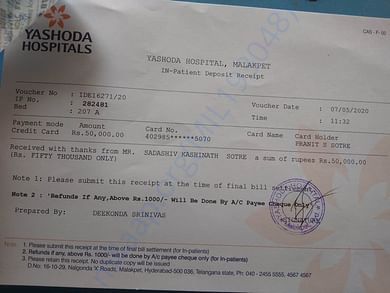 CAS - F- 00
YASHODA
HOSPITALS
YASHODA HOSPITAL, MALAKPET
IN-Patient Deposit Receipt
Voucher No : IDE16271/20 Voucher Date : 07/05/2020
IP No. : 282481 Time : 11:32
Bed : 207 A
Payment mode Amount Card No. Card Name Card Holder
Credit Card Rs.50,000.00 402985******5070 PRANIT S SOTRE
Received with thanks from MR. SADASHIV KASHINATH SOTRE a sum of rupees Rs.50,000.00
(Rs. FIFTY THOUSAND ONLY)
Note 1: Please submit this receipt at the time of final bill settlement
Note 2 : 'Refunds If Any,Above Rs.1000/- Will Be Done By A/C Payee Cheque Only
Prepared By: DEEKONDA SRINIVAS
Note: 1. Please submit this receipt at the time of final bill settlement (for In-patients)
2. Refunds if any, above Rs. 1000/- will be done by A/c payee cheque only (for In-patients)
3. Please retain this receipt. No duplicate copy will be issued
D.No: 16-10-29, Nalgonda 'X' Roads, Malakpet, Hyderabad-500 036, Telangana state, Ph: 040 - 2455 5555, 4567 4567